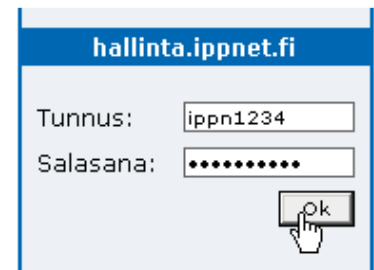 hallinta.ippnet.fi
Tunnus: ippn1234
Salasana: ••••••••••
Ok